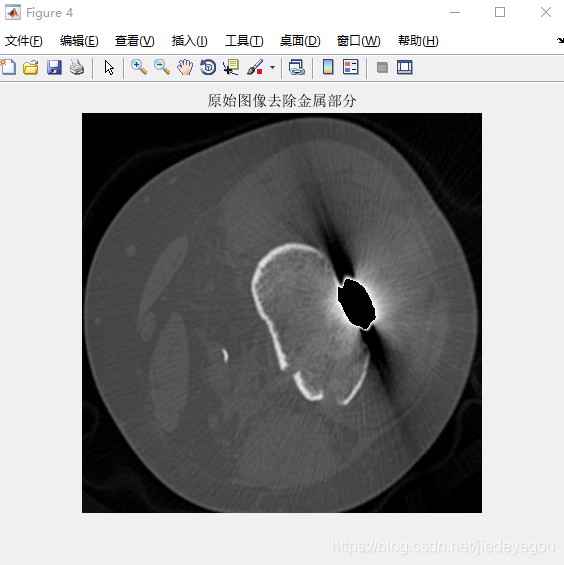 Figure 4
文件(F) 编辑(E) 查看(V) 插入(I) 工具(T) 桌面(D) 窗口(W) 帮助(H)
原始图像去除金属部分
https://blog.csdn.net/jiedeyegou